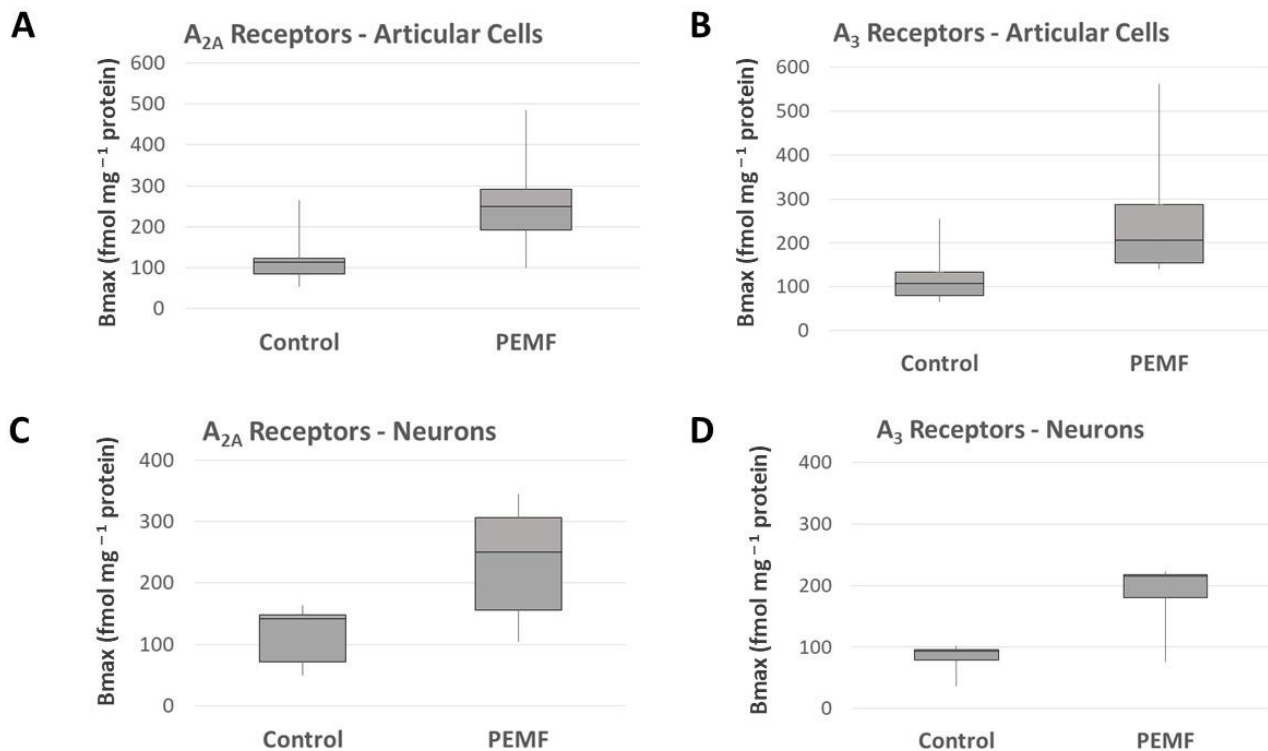 A
A2A Receptors - Articular Cells
Bmax (fmol mg −1 protein)
600
500
400
300
200
100
0
Control PEMF
B
A3 Receptors - Articular Cells
Bmax (fmol mg −1 protein)
600
500
400
300
200
100
0
Control PEMF
C
A2A Receptors - Neurons
Bmax (fmol mg −1 protein)
400
300
200
100
0
Control PEMF
D
A3 Receptors - Neurons
Bmax (fmol mg −1 protein)
400
300
200
100
0
Control PEMF